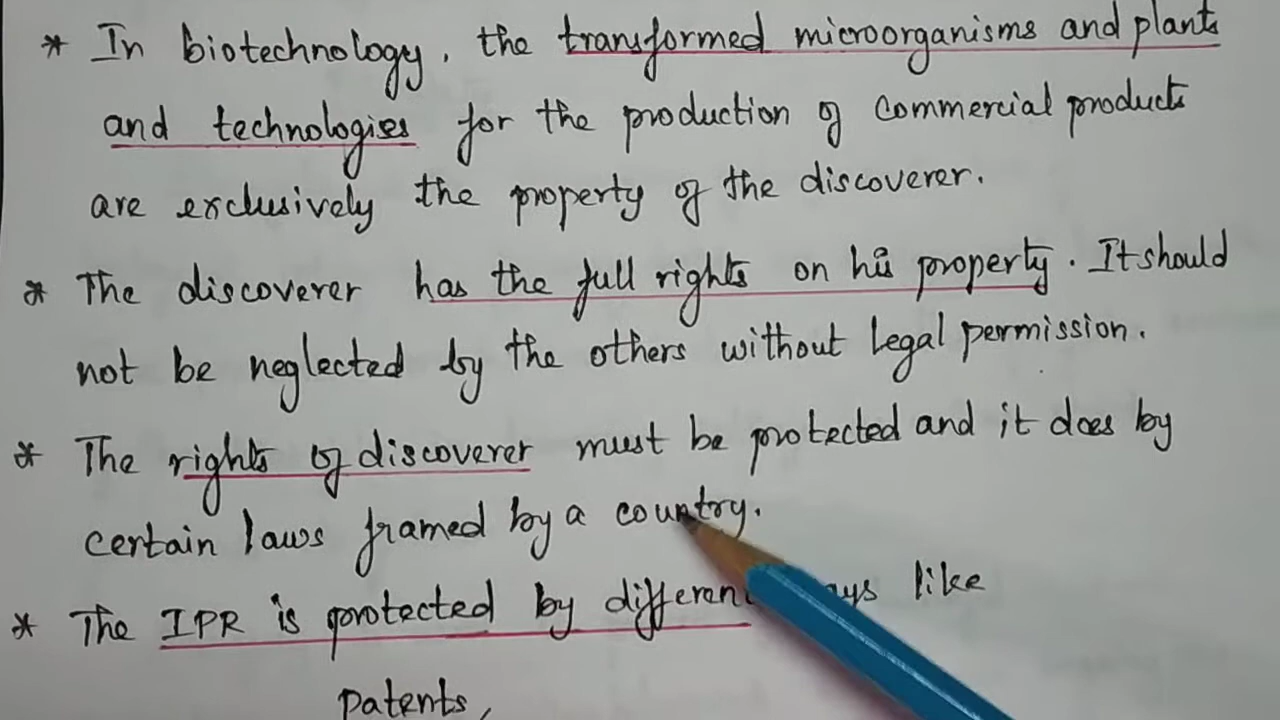 * In biotechnology, the transformed microorganisms and plants
and technologies for the production of commercial products
are exclusively the property of the discoverer.
* The discoverer has the full rights on his property. It should
not be neglected by the others without legal permission.
* The rights of discoverer must be protected and it does by
certain laws framed by a country.
* The IPR is protected by different ways like
patents,